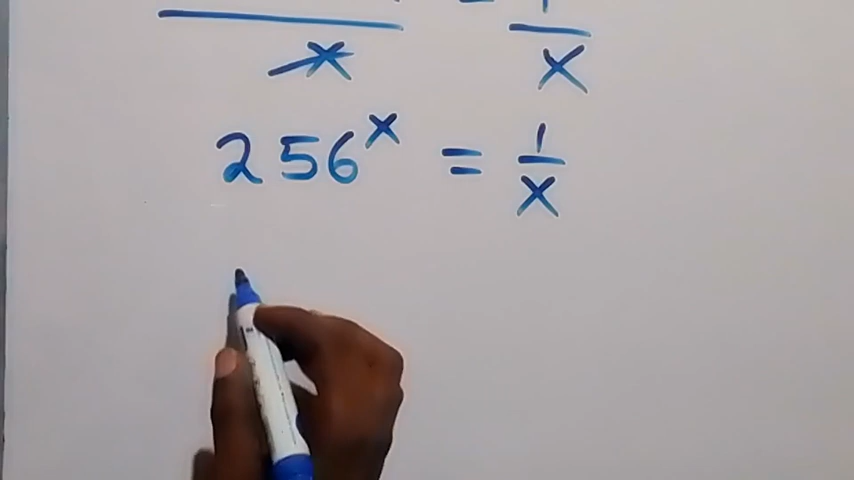 x = x
256^x = 1/x